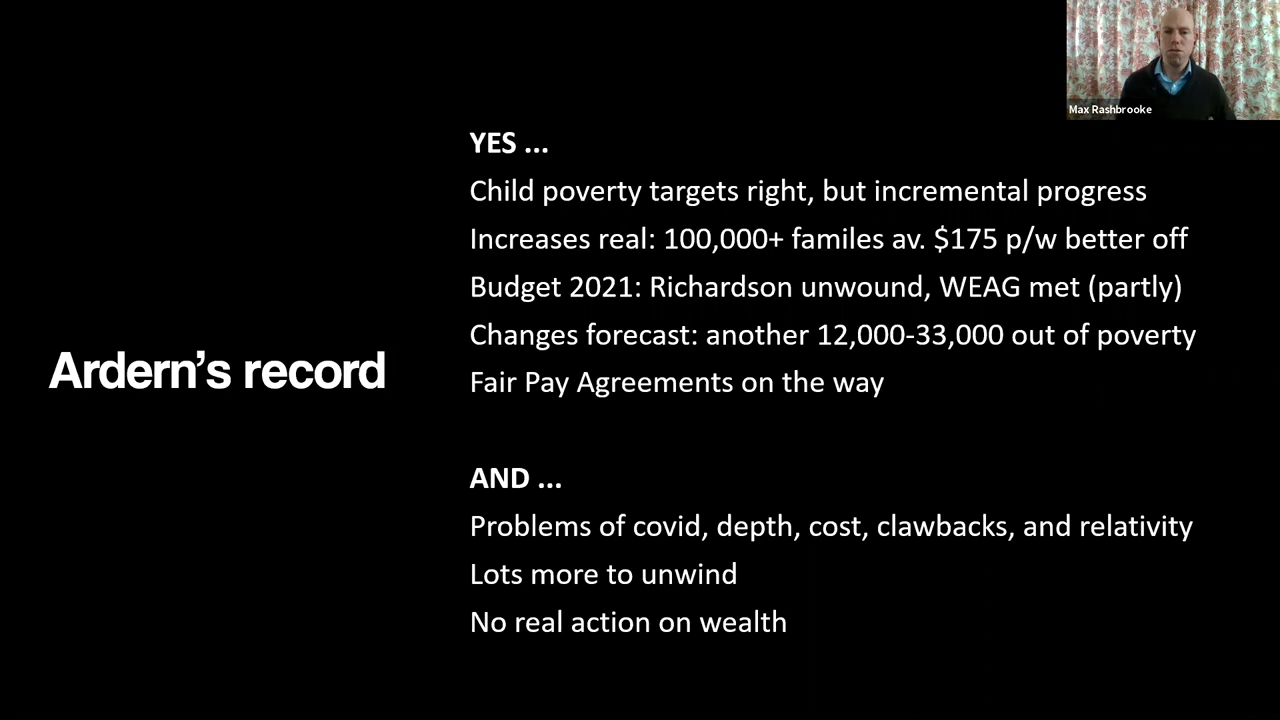 Max Rashbrooke
Ardern's record
YES ...
Child poverty targets right, but incremental progress
Increases real: 100,000+ familes av. $175 p/w better off
Budget 2021: Richardson unwound, WEAG met (partly)
Changes forecast: another 12,000-33,000 out of poverty
Fair Pay Agreements on the way
AND ...
Problems of covid, depth, cost, clawbacks, and relativity
Lots more to unwind
No real action on wealth